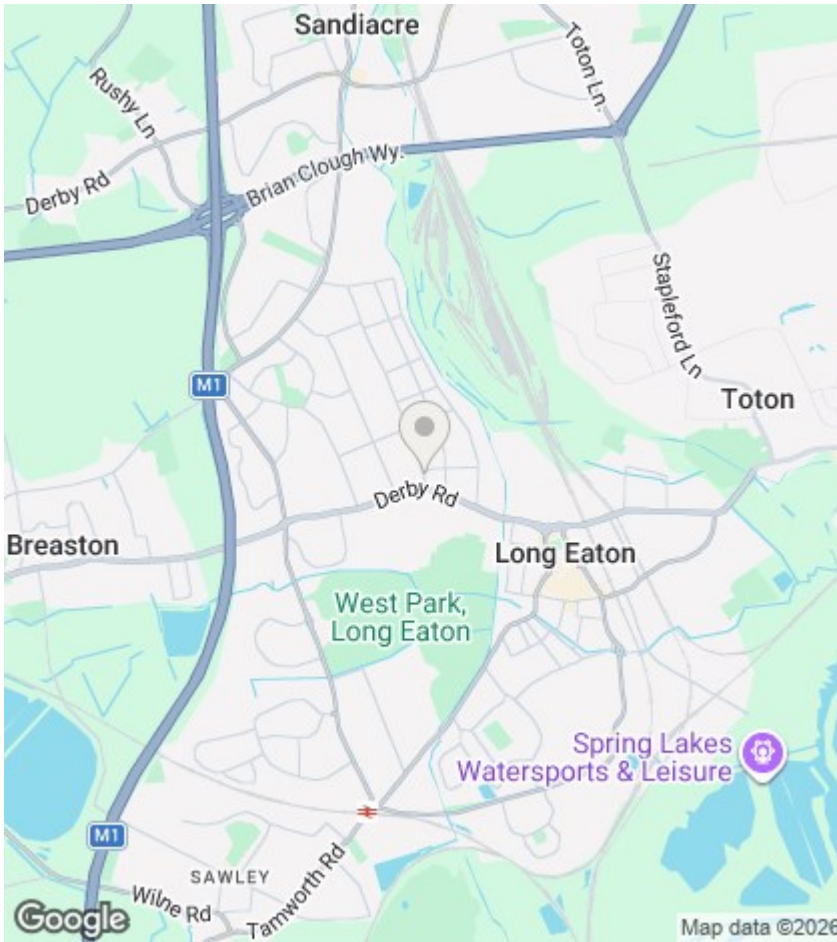 Sandiacre
Toton Ln.
Rushy Ln
Brian Clough Wy.
Derby Rd
Stapleford Ln
M1
Toton
Derby Rd
Breaston
Long Eaton
West Park,
Long Eaton
Spring Lakes
Watersports & Leisure
M1
SAWLEY
Tamworth Rd
Wilne Rd
Google
Map data ©2026